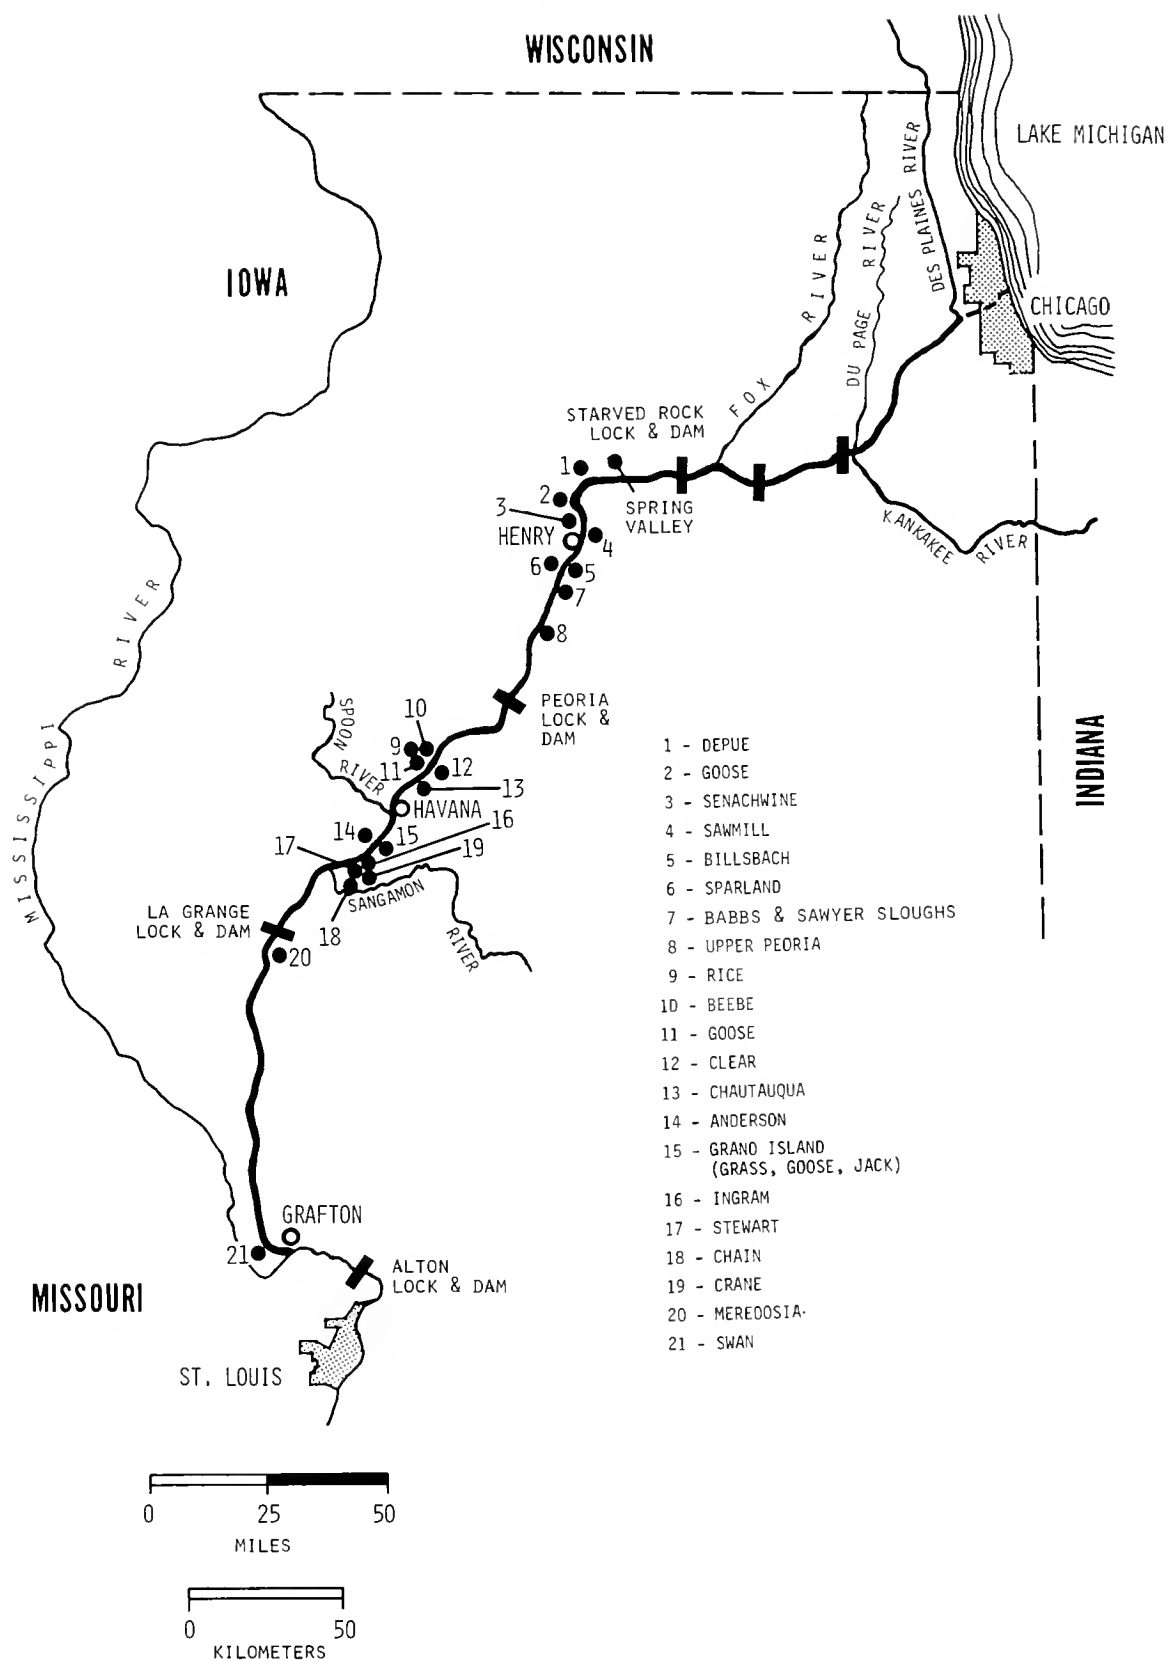 WISCONSIN
LAKE MICHIGAN
IOWA
DES PLAINES RIVER
DU PAGE RIVER
FOX RIVER
CHICAGO
STARVED ROCK
LOCK & DAM
1
2
3
HENRY
SPRING
VALLEY
4
KANKAKEE RIVER
6
5
7
8
MISSISSIPPI RIVER
PEORIA
LOCK &
DAM
SPOON
RIVER
10
9
11
12
13
HAVANA
14
15
16
17
19
SANGAMON
RIVER
18
LA GRANGE
LOCK & DAM
20
INDIANA
1 - DEPUE
2 - GOOSE
3 - SENACHWINE
4 - SAWMILL
5 - BILLSBACH
6 - SPARLAND
7 - BABBS & SAWYER SLOUGHS
8 - UPPER PEORIA
9 - RICE
10 - BEEBE
11 - GOOSE
12 - CLEAR
13 - CHAUTAUQUA
14 - ANDERSON
15 - GRANO ISLAND
(GRASS, GOOSE, JACK)
16 - INGRAM
17 - STEWART
18 - CHAIN
19 - CRANE
20 - MEREDOSIA
21 - SWAN
GRAFTON
21
ALTON
LOCK & DAM
MISSOURI
ST. LOUIS
0 25 50
MILES
0 50
KILOMETERS